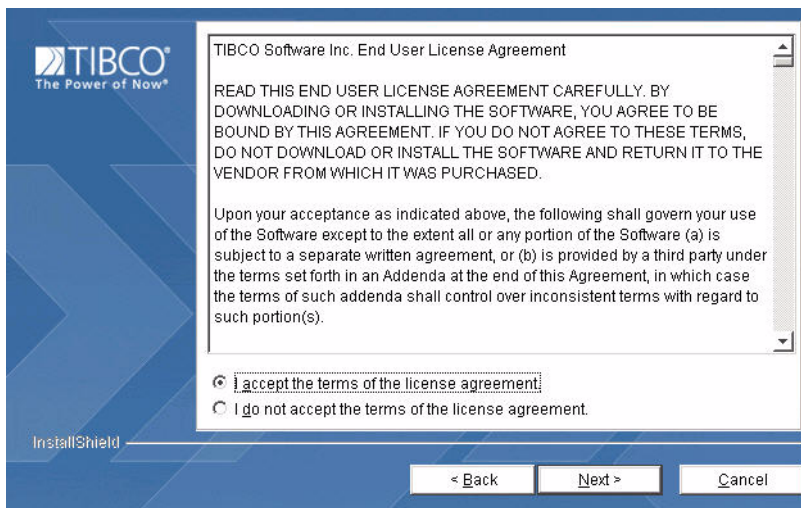 TIBCO®
The Power of Now®
TIBCO Software Inc. End User License Agreement
READ THIS END USER LICENSE AGREEMENT CAREFULLY. BY
DOWNLOADING OR INSTALLING THE SOFTWARE, YOU AGREE TO BE
BOUND BY THIS AGREEMENT. IF YOU DO NOT AGREE TO THESE TERMS,
DO NOT DOWNLOAD OR INSTALL THE SOFTWARE AND RETURN IT TO THE
VENDOR FROM WHICH IT WAS PURCHASED.
Upon your acceptance as indicated above, the following shall govern your use
of the Software except to the extent all or any portion of the Software (a) is
subject to a separate written agreement, or (b) is provided by a third party under
the terms set forth in an Addenda at the end of this Agreement, in which case
the terms of such addenda shall control over inconsistent terms with regard to
such portion(s).
I accept the terms of the license agreement.
I do not accept the terms of the license agreement.
InstallShield
< Back
Next >
Cancel